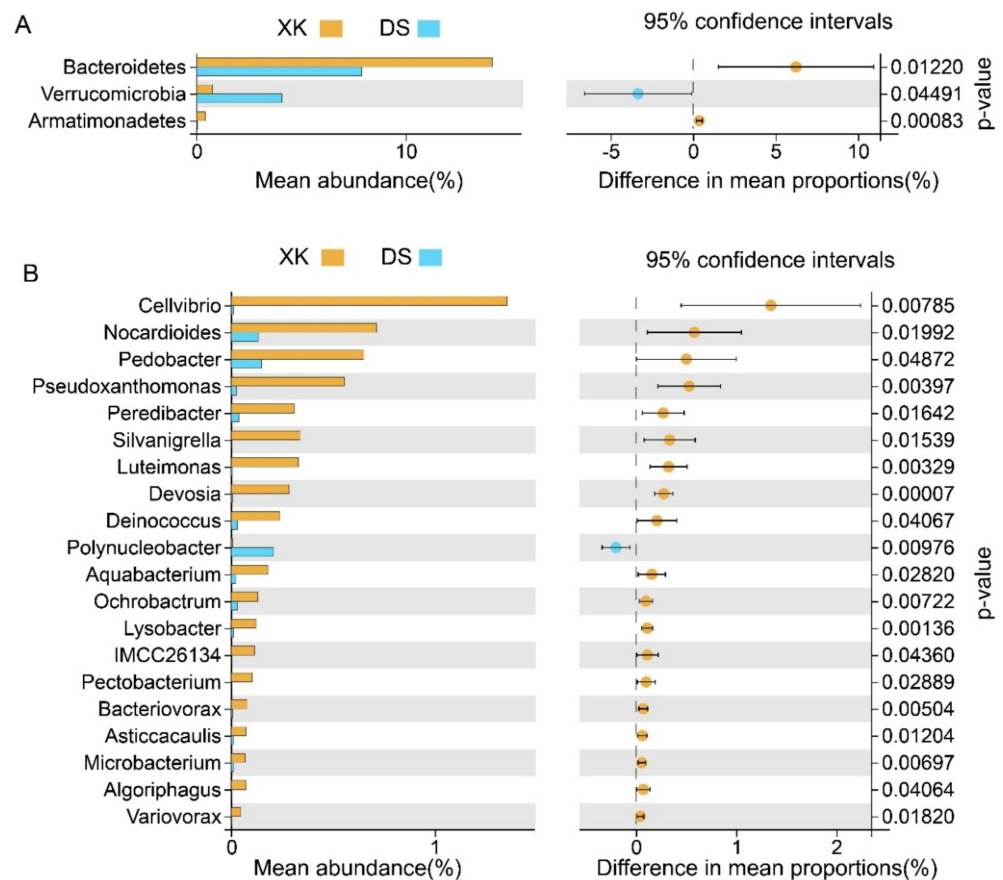 A
XK DS
95% confidence intervals
Bacteroidetes
Verrucomicrobia
Armatimonadetes
0 10
Mean abundance(%)
-5 0 5 10
Difference in mean proportions(%)
0.01220
0.04491
0.00083
p-value
B
XK DS
95% confidence intervals
Cellvibrio 0.00785
Nocardioides 0.01992
Pedobacter 0.04872
Pseudoxanthomonas 0.00397
Peredibacter 0.01642
Silvanigrella 0.01539
Luteimonas 0.00329
Devosia 0.00007
Deinococcus 0.04067
Polynucleobacter 0.00976
Aquabacterium 0.02820
Ochrobactrum 0.00722
Lysobacter 0.00136
IMCC26134 0.04360
Pectobacterium 0.02889
Bacteriovorax 0.00504
Asticcacaulis 0.01204
Microbacterium 0.00697
Algoriphagus 0.04064
Variovorax 0.01820
p-value
0 1
Mean abundance(%)
0 1 2
Difference in mean proportions(%)